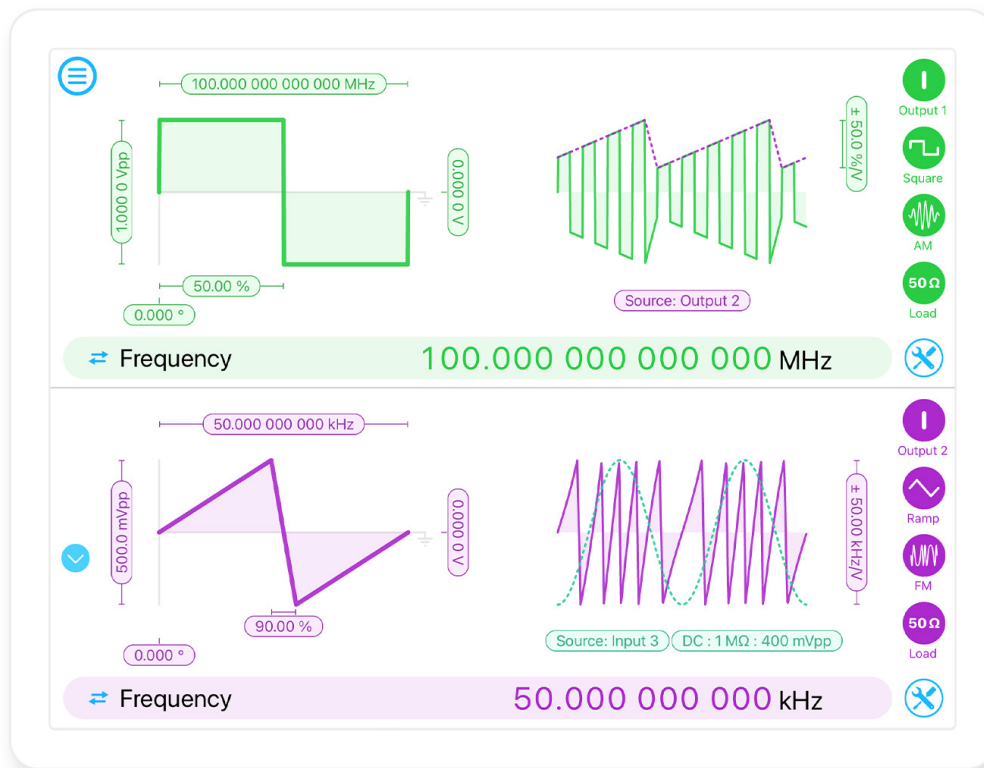 100.000 000 000 000 MHz
1.000 0 Vpp
0.000 0 V
50.00 %
0.000 °
± 50.0 %/V
Source: Output 2
Output 1
Square
AM
50 Ω
Load
Frequency 100.000 000 000 000 MHz
50.000 000 000 kHz
500.0 mVpp
0.000 0 V
90.00 %
0.000 °
± 50.00 kHz/V
Source: Input 3 DC : 1 MΩ : 400 mVpp
Output 2
Ramp
FM
50 Ω
Load
Frequency 50.000 000 000 kHz